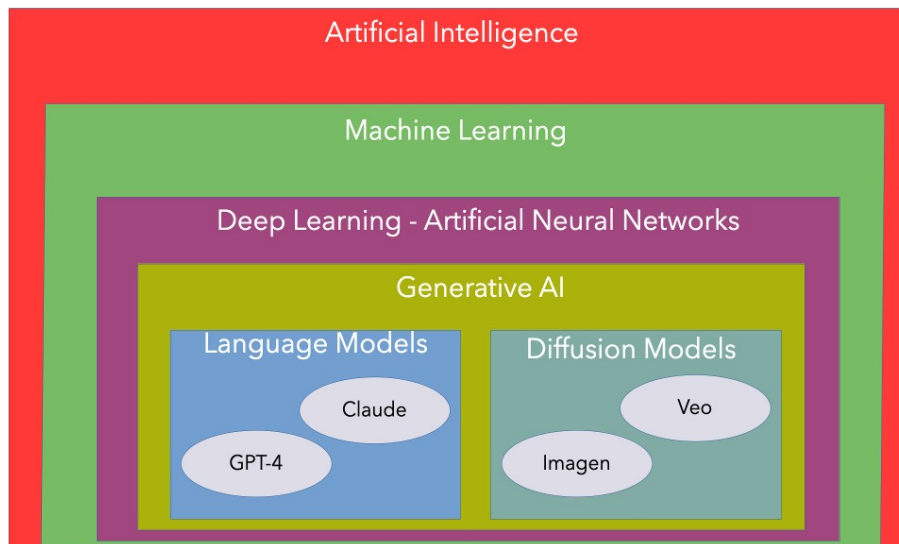 Artificial Intelligence
Machine Learning
Deep Learning - Artificial Neural Networks
Generative AI
Language Models
Claude
GPT-4
Diffusion Models
Veo
Imagen